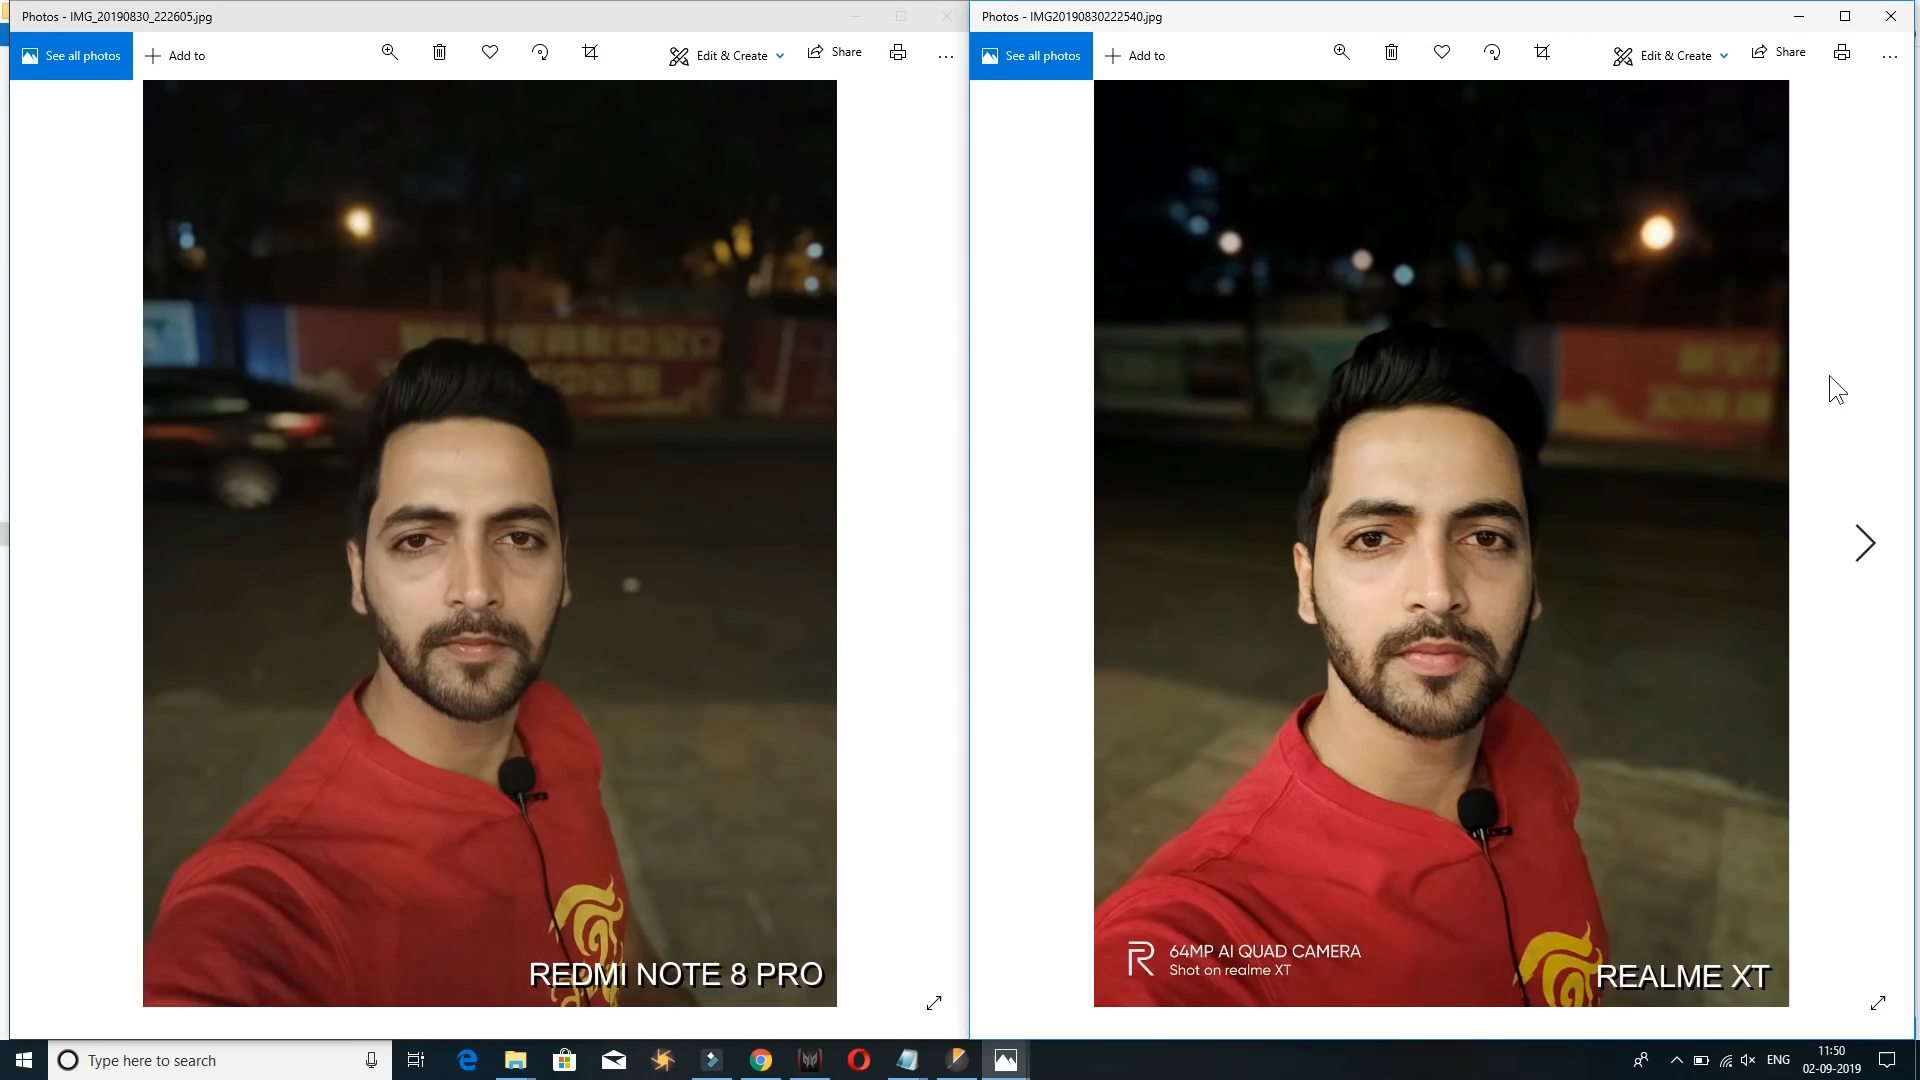 Photos - IMG_20190830_222605.jpg
See all photos
Add to
Edit & Create
Share
REDMI NOTE 8 PRO
Photos - IMG20190830222540.jpg
See all photos
Add to
Edit & Create
Share
64MP AI QUAD CAMERA
Shot on realme XT
REALME XT
Type here to search
ENG
11:50
02-09-2019